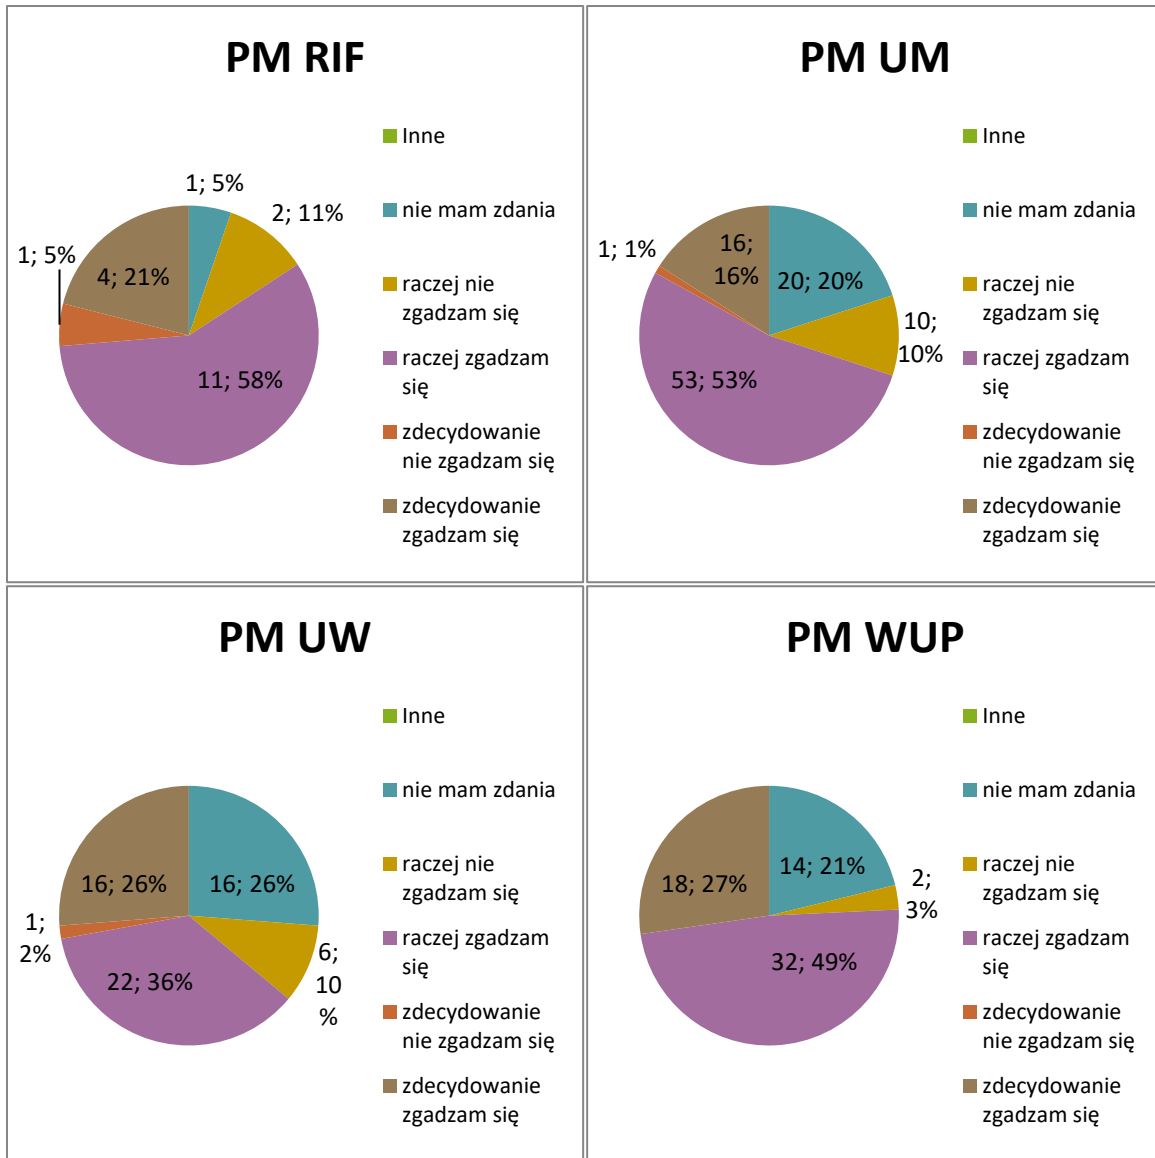 PM RIF
1; 5%
2; 11%
1; 5%
4; 21%
11; 58%
Inne
nie mam zdania
raczej nie
zgadzam się
raczej zgadzam
się
zdecydowanie
nie zgadzam się
zdecydowanie
zgadzam się
PM UM
1; 1%
16;
16%
20; 20%
10;
10%
53; 53%
Inne
nie mam zdania
raczej nie
zgadzam się
raczej zgadzam
się
zdecydowanie
nie zgadzam się
zdecydowanie
zgadzam się
PM UW
16; 26%
16; 26%
1;
2%
6;
10
%
22; 36%
Inne
nie mam zdania
raczej nie
zgadzam się
raczej zgadzam
się
zdecydowanie
nie zgadzam się
zdecydowanie
zgadzam się
PM WUP
18; 27%
14; 21%
2;
3%
32; 49%
Inne
nie mam zdania
raczej nie
zgadzam się
raczej zgadzam
się
zdecydowanie
nie zgadzam się
zdecydowanie
zgadzam się